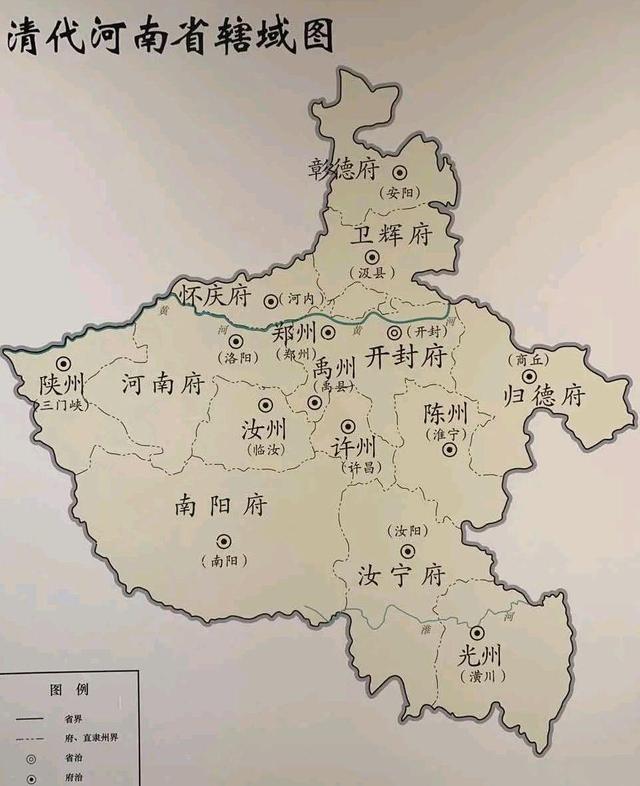 清代河南省辖域图
彰德府
(安阳)
卫辉府
(汲县)
怀庆府
(河内)
黄
河
黄
河
郑州
(郑州)
(开封)
开封府
(洛阳)
河南府
陕州
(三门峡)
禹州
(禹县)
(商丘)
归德府
汝州
(临汝)
许州
(许昌)
陈州
(淮宁)
南阳府
(南阳)
(汝阳)
汝宁府
淮
河
光州
(潢川)
图例
省界
府、直隶州界
省治
府治